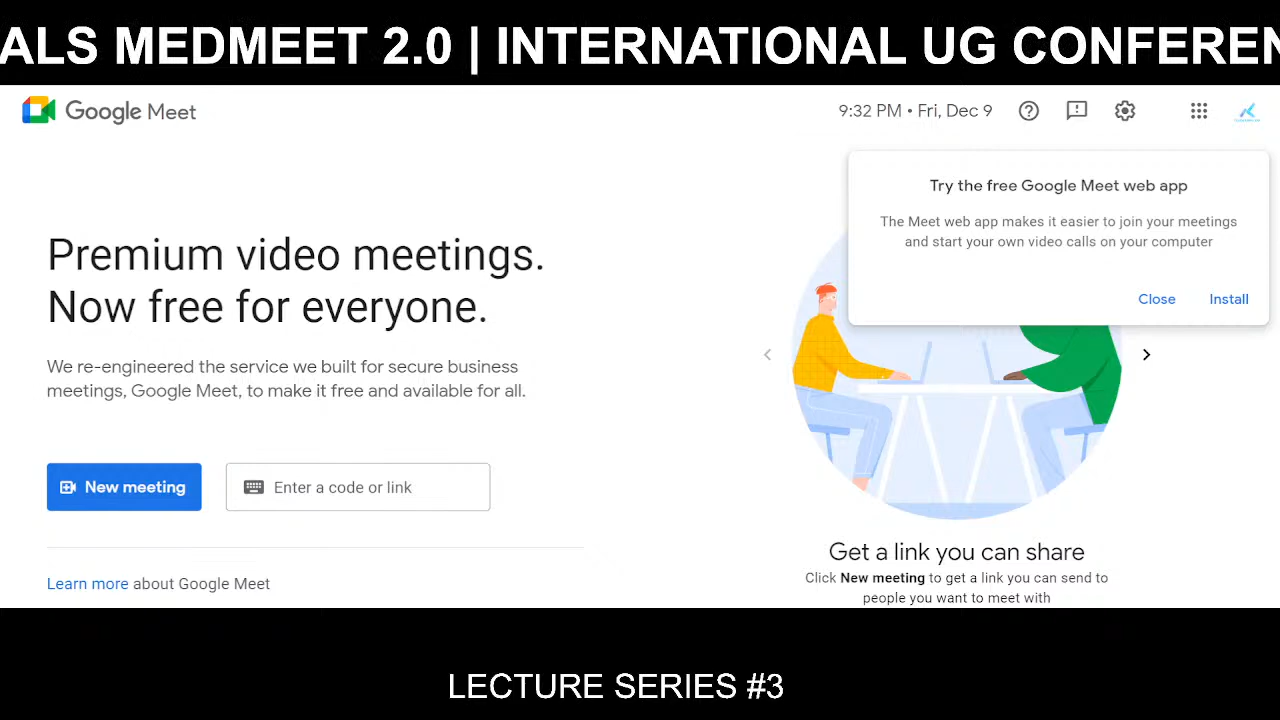 ALS MEDMEET 2.0 | INTERNATIONAL UG CONFEREN
Google Meet
9:32 PM • Fri, Dec 9
Try the free Google Meet web app
The Meet web app makes it easier to join your meetings
and start your own video calls on your computer
Close Install
Premium video meetings.
Now free for everyone.
We re-engineered the service we built for secure business
meetings, Google Meet, to make it free and available for all.
New meeting
Enter a code or link
Learn more about Google Meet
Get a link you can share
Click New meeting to get a link you can send to
people you want to meet with
LECTURE SERIES #3